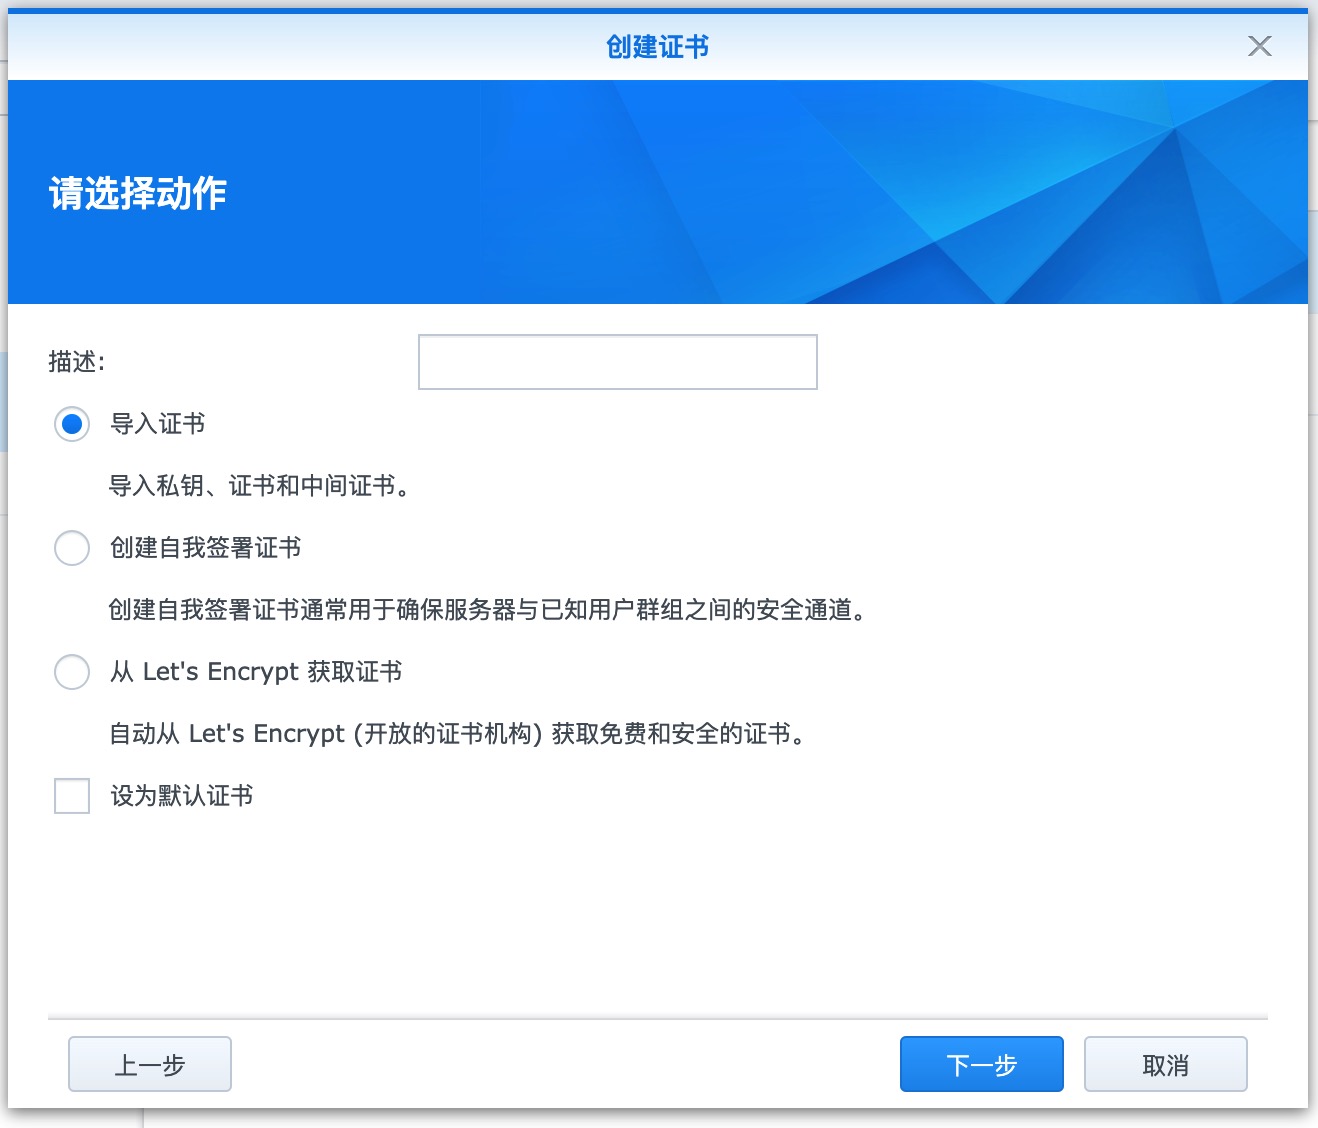 创建证书
请选择动作
描述:
导入证书
导入私钥、证书和中间证书。
创建自我签署证书
创建自我签署证书通常用于确保服务器与已知用户群组之间的安全通道。
从 Let's Encrypt 获取证书
自动从 Let's Encrypt (开放的证书机构) 获取免费和安全的证书。
设为默认证书
上一步
下一步
取消